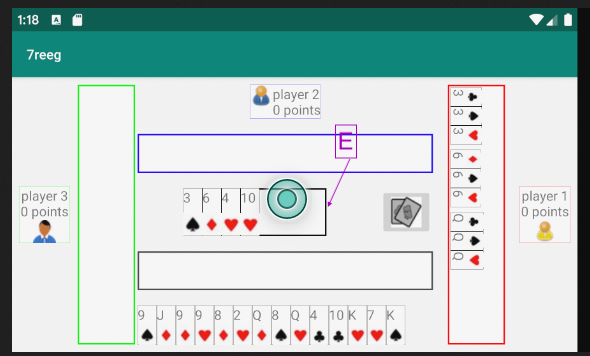 1:18
7reeg
player 2
0 points
E
3 6 4 10
player 3
0 points
player 1
0 points
3
3
3
6
6
6
Q
Q
Q
9 J 9 9 8 2 Q 8 Q 4 10 K 7 K